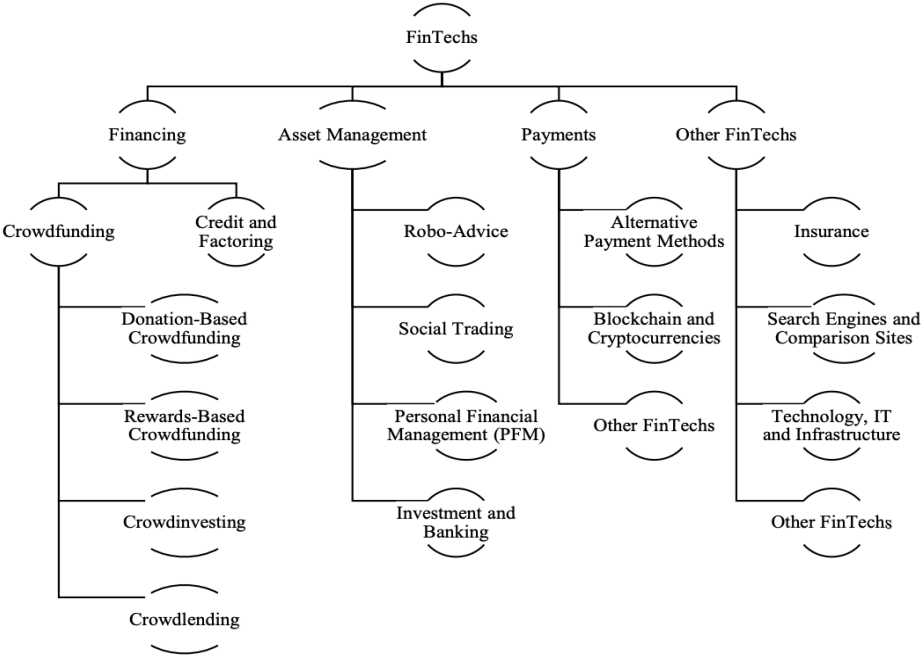 FinTechs
Financing
Asset Management
Payments
Other FinTechs
Crowdfunding
Credit and
Factoring
Donation-Based
Crowdfunding
Rewards-Based
Crowdfunding
Crowdinvesting
Crowdlending
Robo-Advice
Social Trading
Personal Financial
Management (PFM)
Investment and
Banking
Alternative
Payment Methods
Blockchain and
Cryptocurrencies
Other FinTechs
Insurance
Search Engines and
Comparison Sites
Technology, IT
and Infrastructure
Other FinTechs